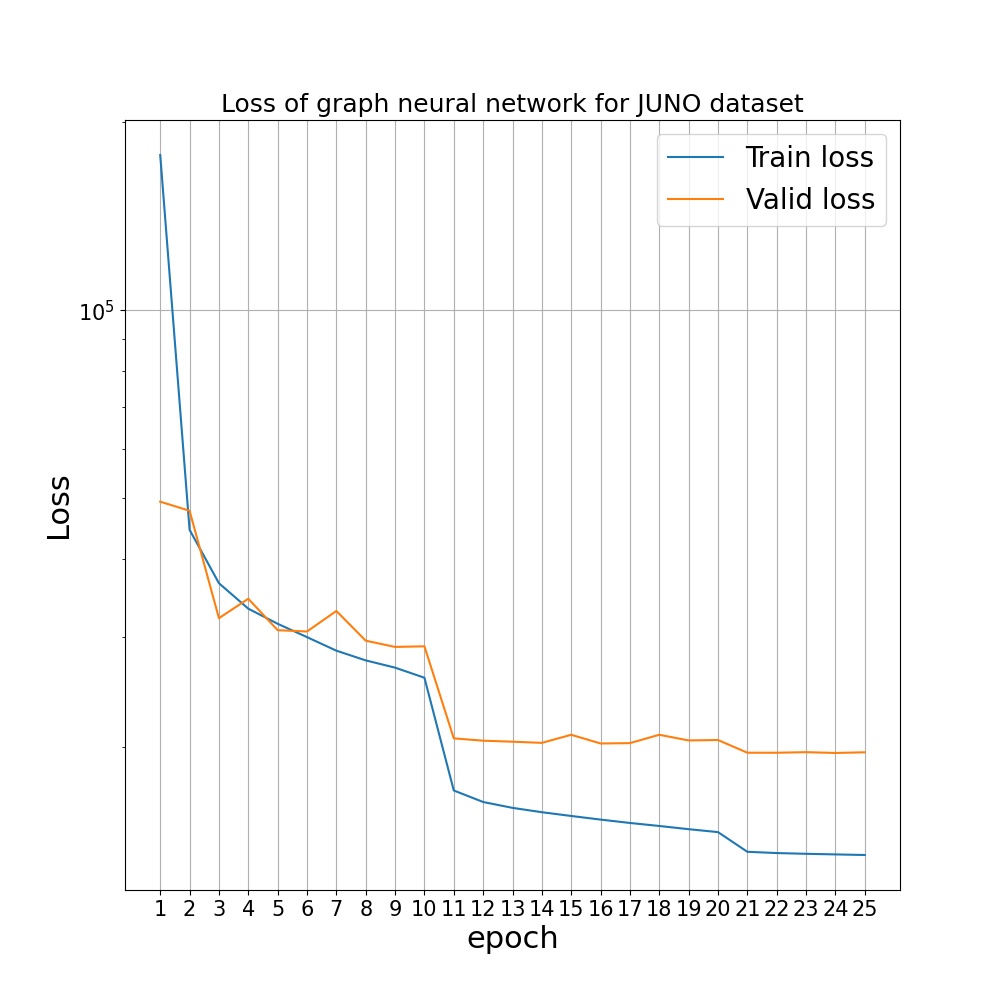 Loss of graph neural network for JUNO dataset
Train loss
Valid loss
10⁵
Loss
1 2 3 4 5 6 7 8 9 10 11 12 13 14 15 16 17 18 19 20 21 22 23 24 25
epoch